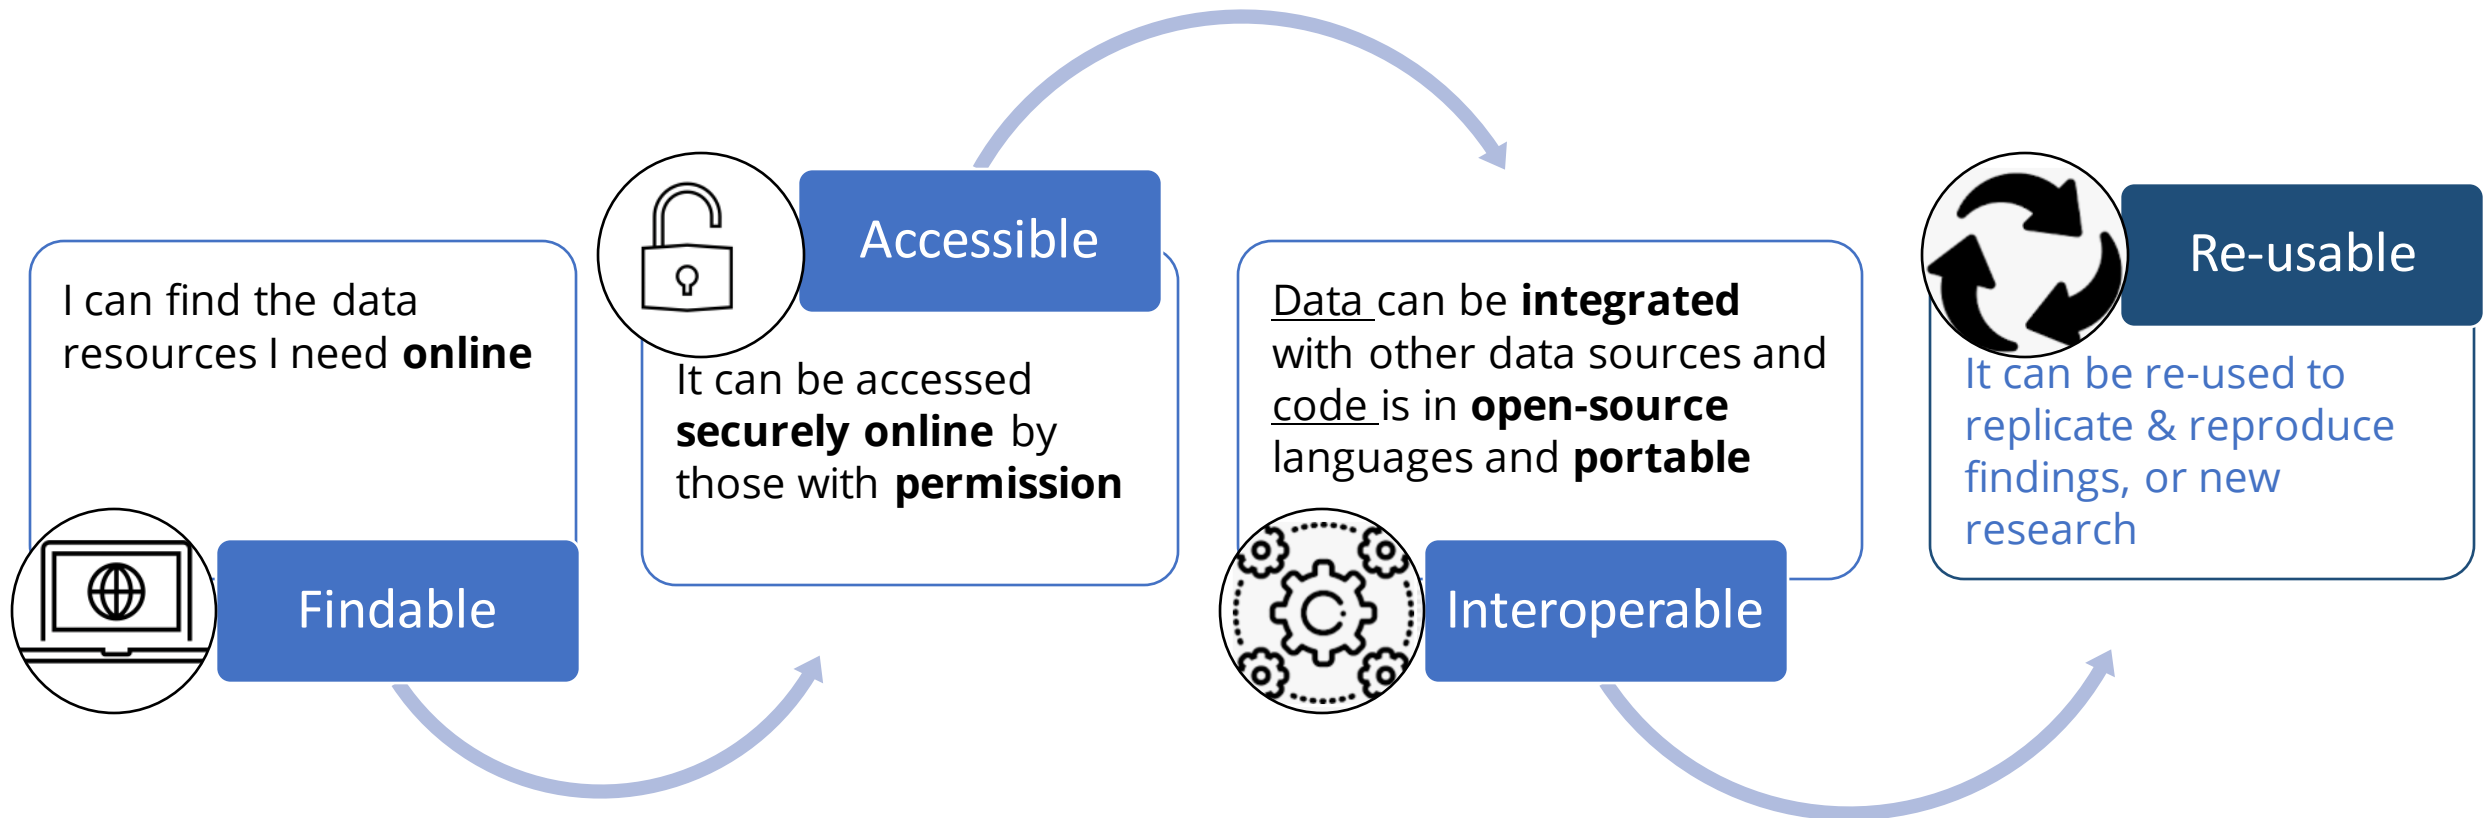 I can find the data
resources I need online
Findable
Accessible
It can be accessed
securely online by
those with permission
Data can be integrated
with other data sources and
code is in open-source
languages and portable
Interoperable
Re-usable
It can be re-used to
replicate & reproduce
findings, or new
research